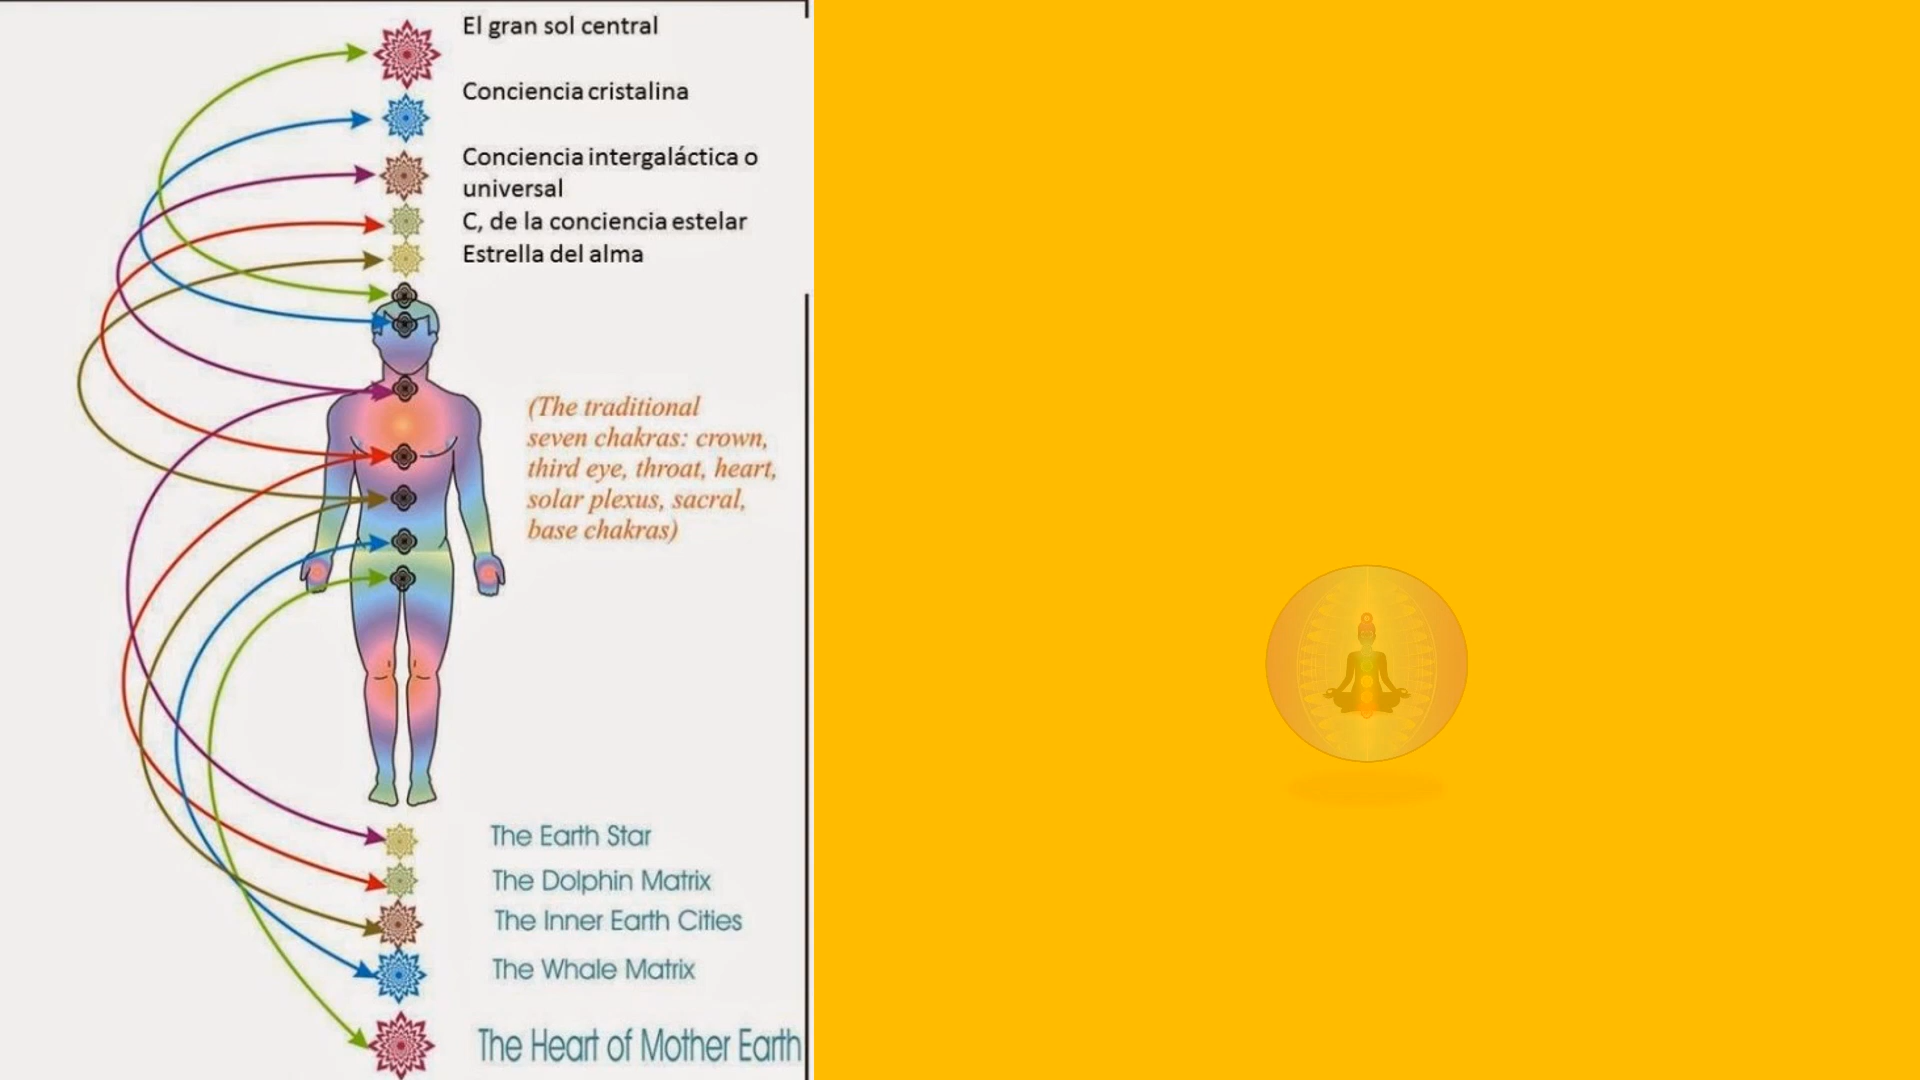 El gran sol central
Conciencia cristalina
Conciencia intergaláctica o
universal
C, de la conciencia estelar
Estrella del alma
(The traditional
seven chakras: crown,
third eye, throat, heart,
solar plexus, sacral,
base chakras)
The Earth Star
The Dolphin Matrix
The Inner Earth Cities
The Whale Matrix
The Heart of Mother Earth